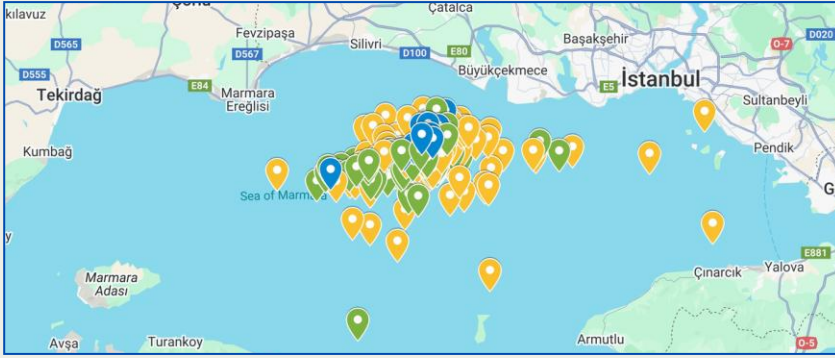 kılavuz
Çatalca
Fevzipaşa
D565
Silivri
D100
E80
Başakşehir
D020
O-7
D567
Büyükçekmece
D555
E84
Marmara
Ereğlisi
E5
İstanbul
Tekirdağ
Sultanbeyli
Kumbağ
Pendik
Sea of Marmara
G
E881
Marmara
Adası
Çınarcık
Yalova
Avşa
Turankoy
Armutlu
O-5